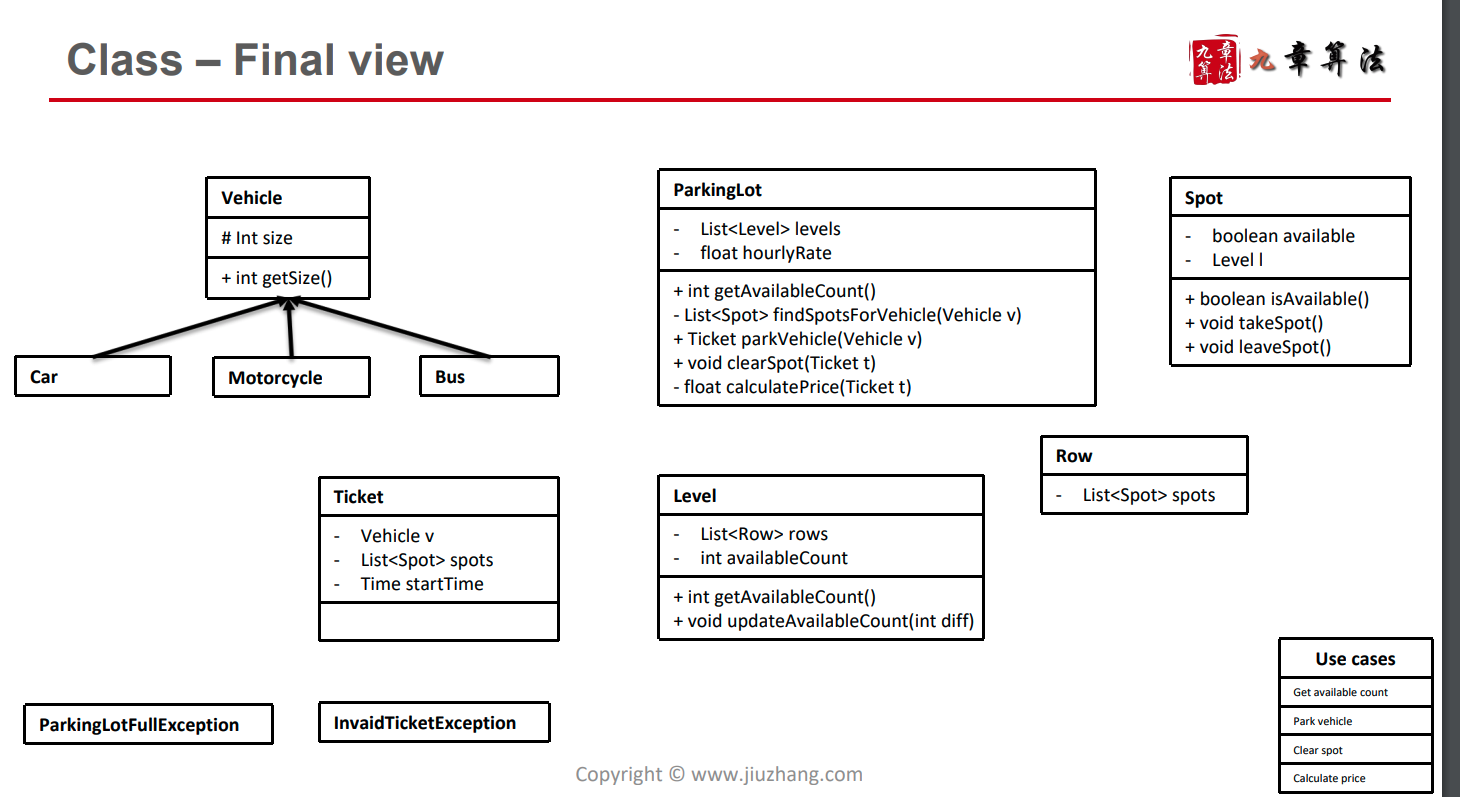 Class – Final view
九章
算法
九章算法
Vehicle
# Int size
+ int getSize()
Car
Motorcycle
Bus
ParkingLot
- List<Level> levels
- float hourlyRate
+ int getAvailableCount()
- List<Spot> findSpotsForVehicle(Vehicle v)
+ Ticket parkVehicle(Vehicle v)
+ void clearSpot(Ticket t)
- float calculatePrice(Ticket t)
Spot
- boolean available
- Level l
+ boolean isAvailable()
+ void takeSpot()
+ void leaveSpot()
Row
- List<Spot> spots
Ticket
- Vehicle v
- List<Spot> spots
- Time startTime
Level
- List<Row> rows
- int availableCount
+ int getAvailableCount()
+ void updateAvailableCount(int diff)
ParkingLotFullException
InvaidTicketException
Use cases
Get available count
Park vehicle
Clear spot
Calculate price
Copyright © www.jiuzhang.com